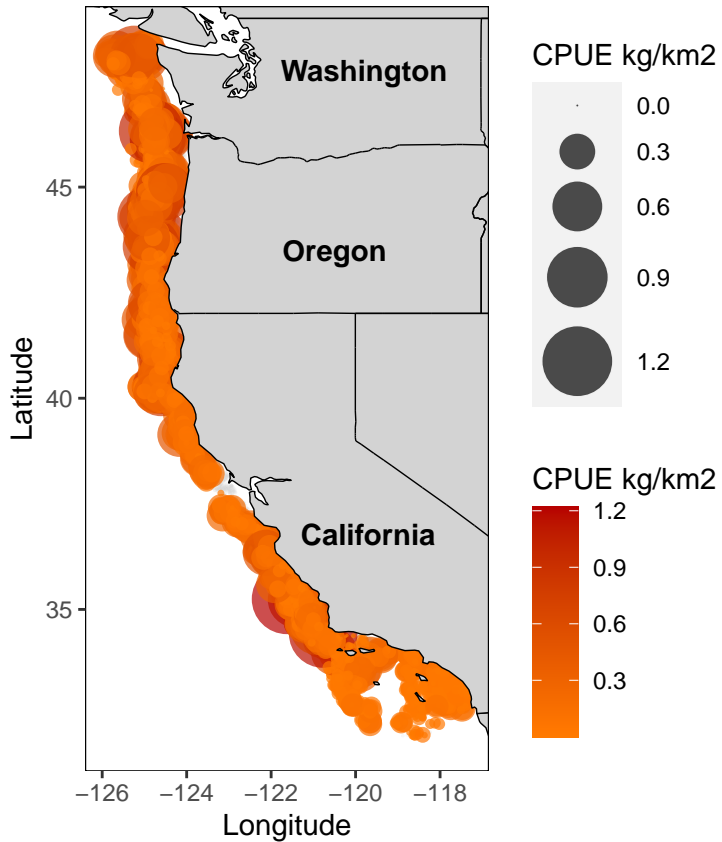 Washington
Oregon
California
45
40
35
Latitude
−126
−124
−122
−120
−118
Longitude
CPUE kg/km2
0.0
0.3
0.6
0.9
1.2
CPUE kg/km2
1.2
0.9
0.6
0.3